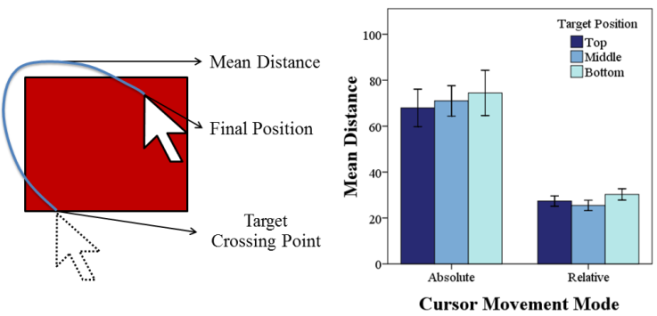 Mean Distance
Final Position
Target
Crossing Point
Mean Distance
100
80
60
40
20
0
Target Position
Top
Middle
Bottom
Absolute
Relative
Cursor Movement Mode